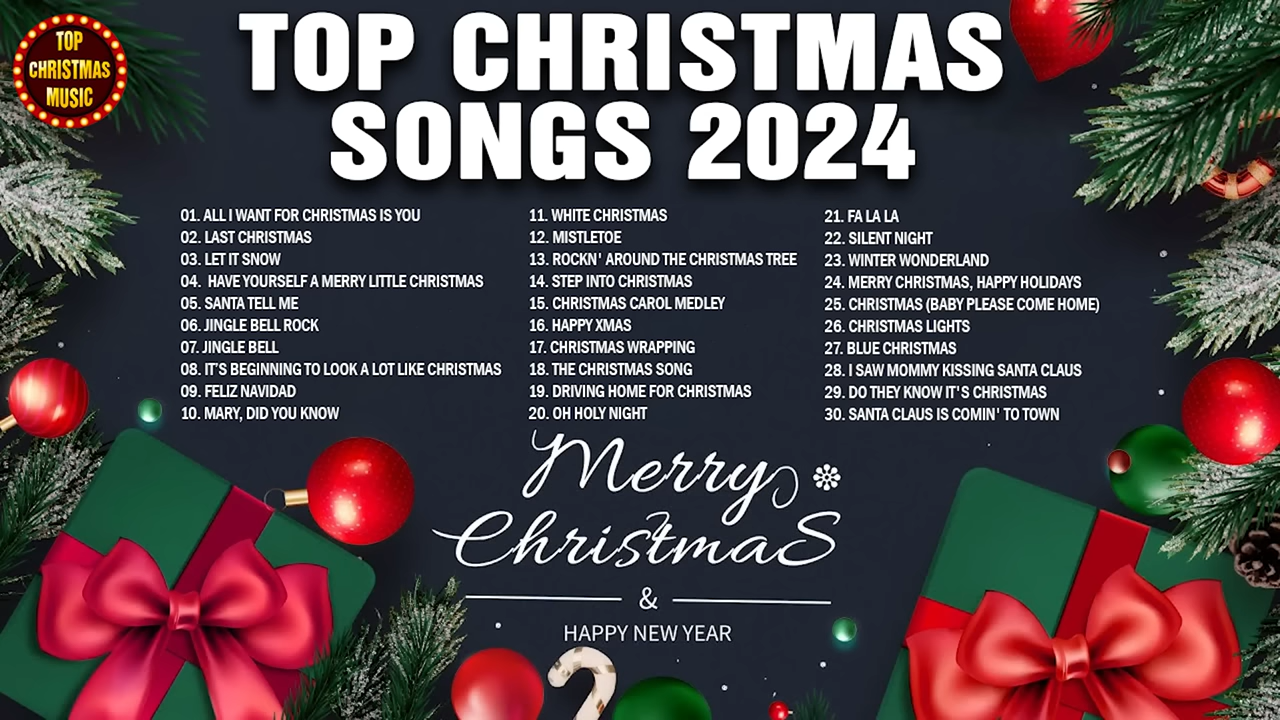 TOP
CHRISTMAS
MUSIC
TOP CHRISTMAS
SONGS 2024
01. ALL I WANT FOR CHRISTMAS IS YOU
02. LAST CHRISTMAS
03. LET IT SNOW
04. HAVE YOURSELF A MERRY LITTLE CHRISTMAS
05. SANTA TELL ME
06. JINGLE BELL ROCK
07. JINGLE BELL
08. IT'S BEGINNING TO LOOK A LOT LIKE CHRISTMAS
09. FELIZ NAVIDAD
10. MARY, DID YOU KNOW
11. WHITE CHRISTMAS
12. MISTLETOE
13. ROCKN' AROUND THE CHRISTMAS TREE
14. STEP INTO CHRISTMAS
15. CHRISTMAS CAROL MEDLEY
16. HAPPY XMAS
17. CHRISTMAS WRAPPING
18. THE CHRISTMAS SONG
19. DRIVING HOME FOR CHRISTMAS
20. OH HOLY NIGHT
21. FA LA LA
22. SILENT NIGHT
23. WINTER WONDERLAND
24. MERRY CHRISTMAS, HAPPY HOLIDAYS
25. CHRISTMAS (BABY PLEASE COME HOME)
26. CHRISTMAS LIGHTS
27. BLUE CHRISTMAS
28. I SAW MOMMY KISSING SANTA CLAUS
29. DO THEY KNOW IT'S CHRISTMAS
30. SANTA CLAUS IS COMIN' TO TOWN
Merry
ChristmaS
&
HAPPY NEW YEAR